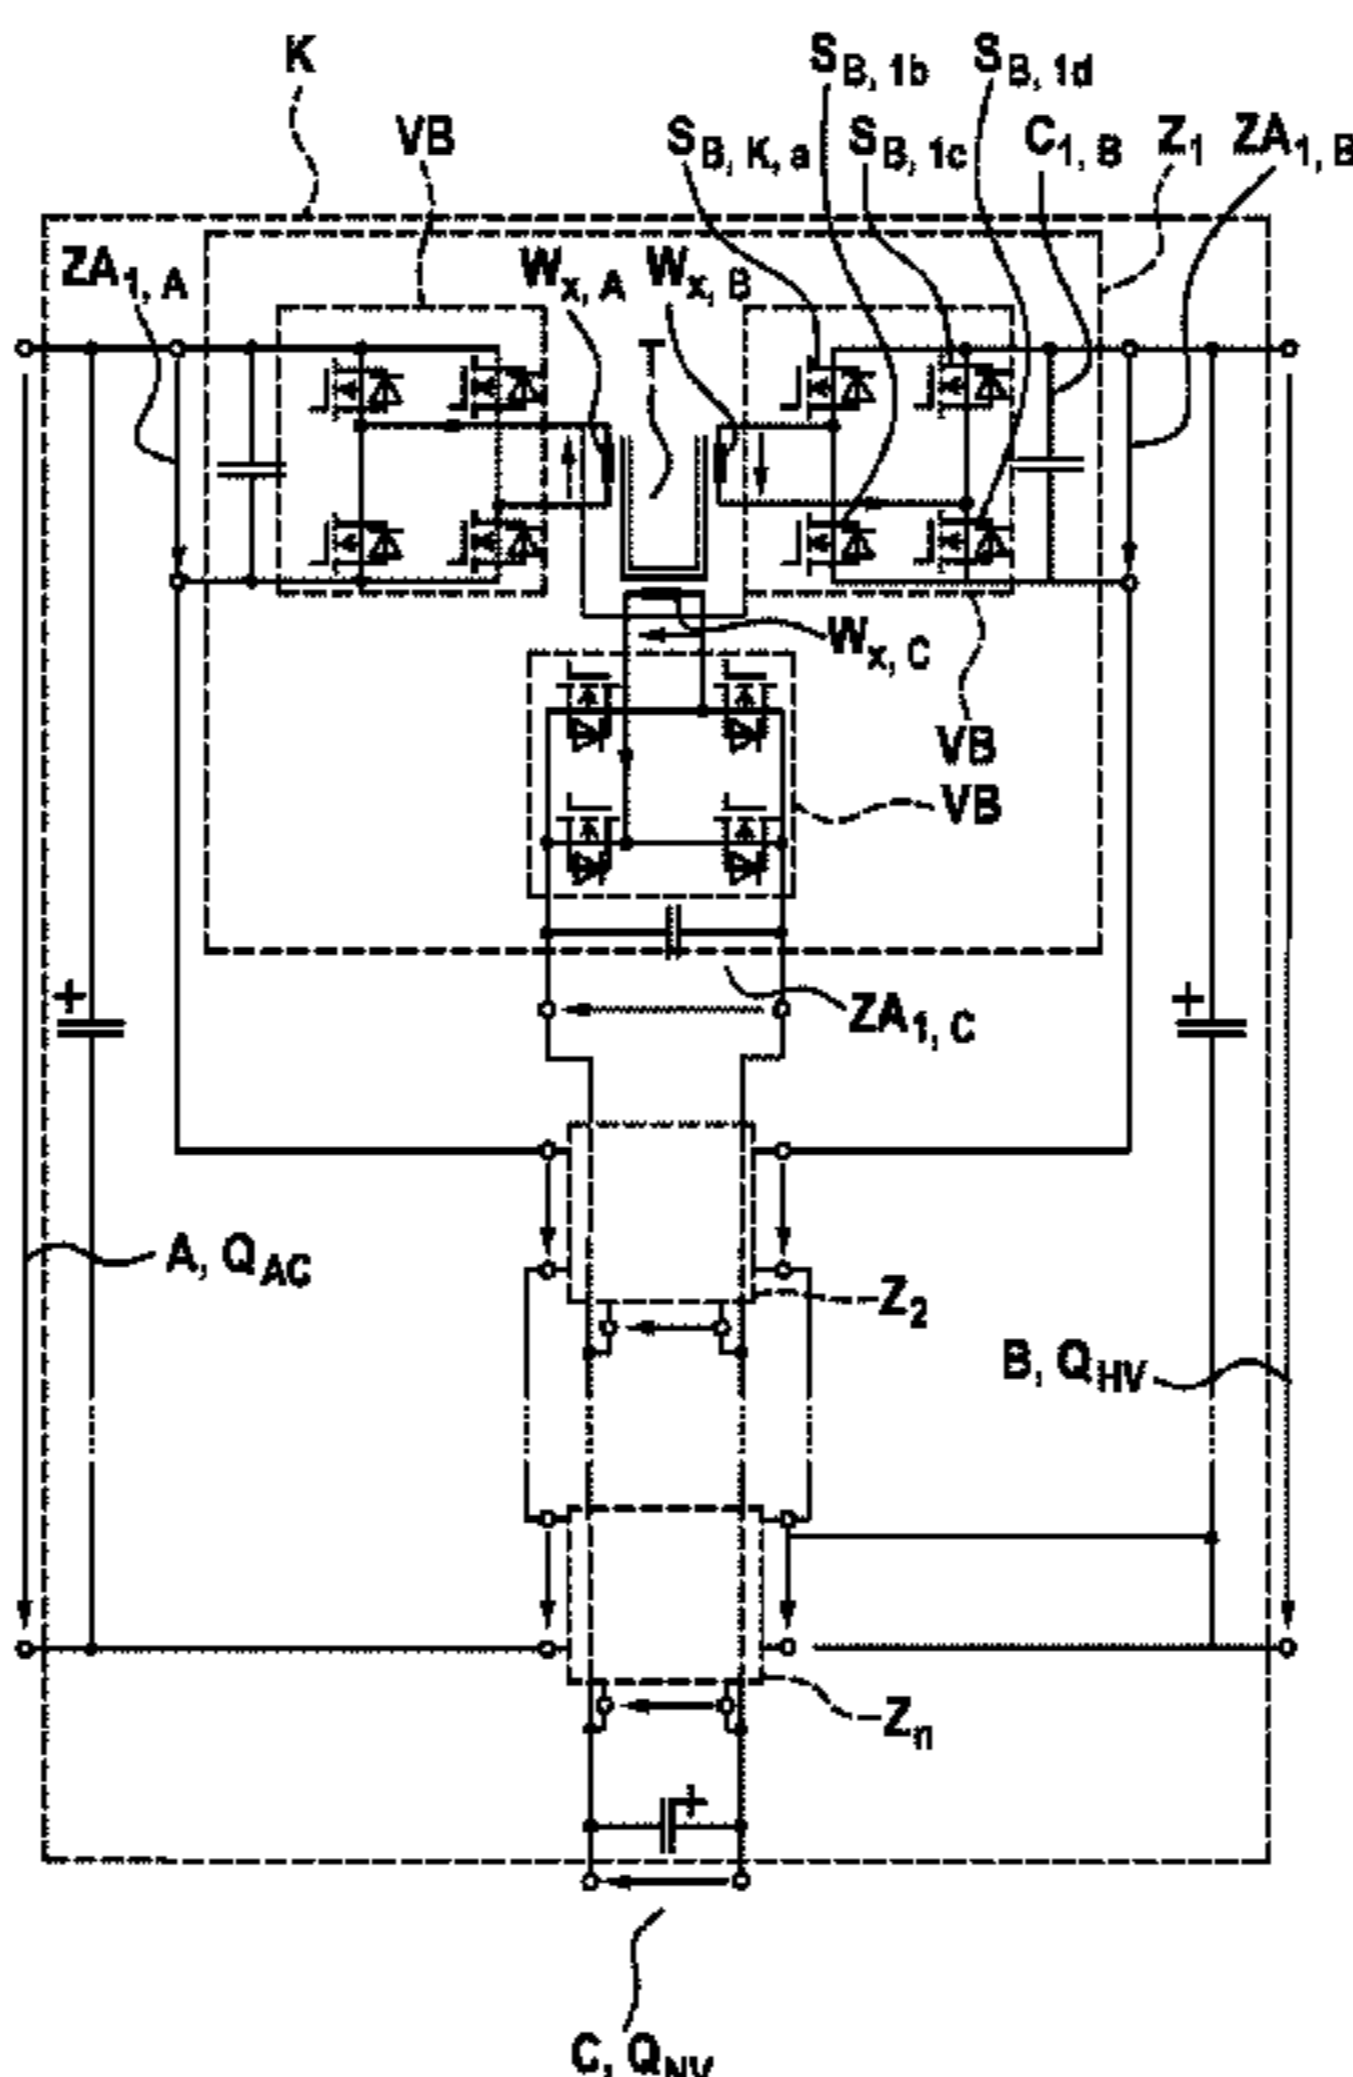 K
VB
S_B, 1b
S_B, 1d
S_B, K, a
S_B, 1c
C_1, B
Z_1
ZA_1, B
ZA_1, A
W_x, A
W_x, B
T
W_x, C
VB
VB
+
+
ZA_1, C
A, Q_AC
Z_2
B, Q_HV
Z_n
+
C, Q_NV